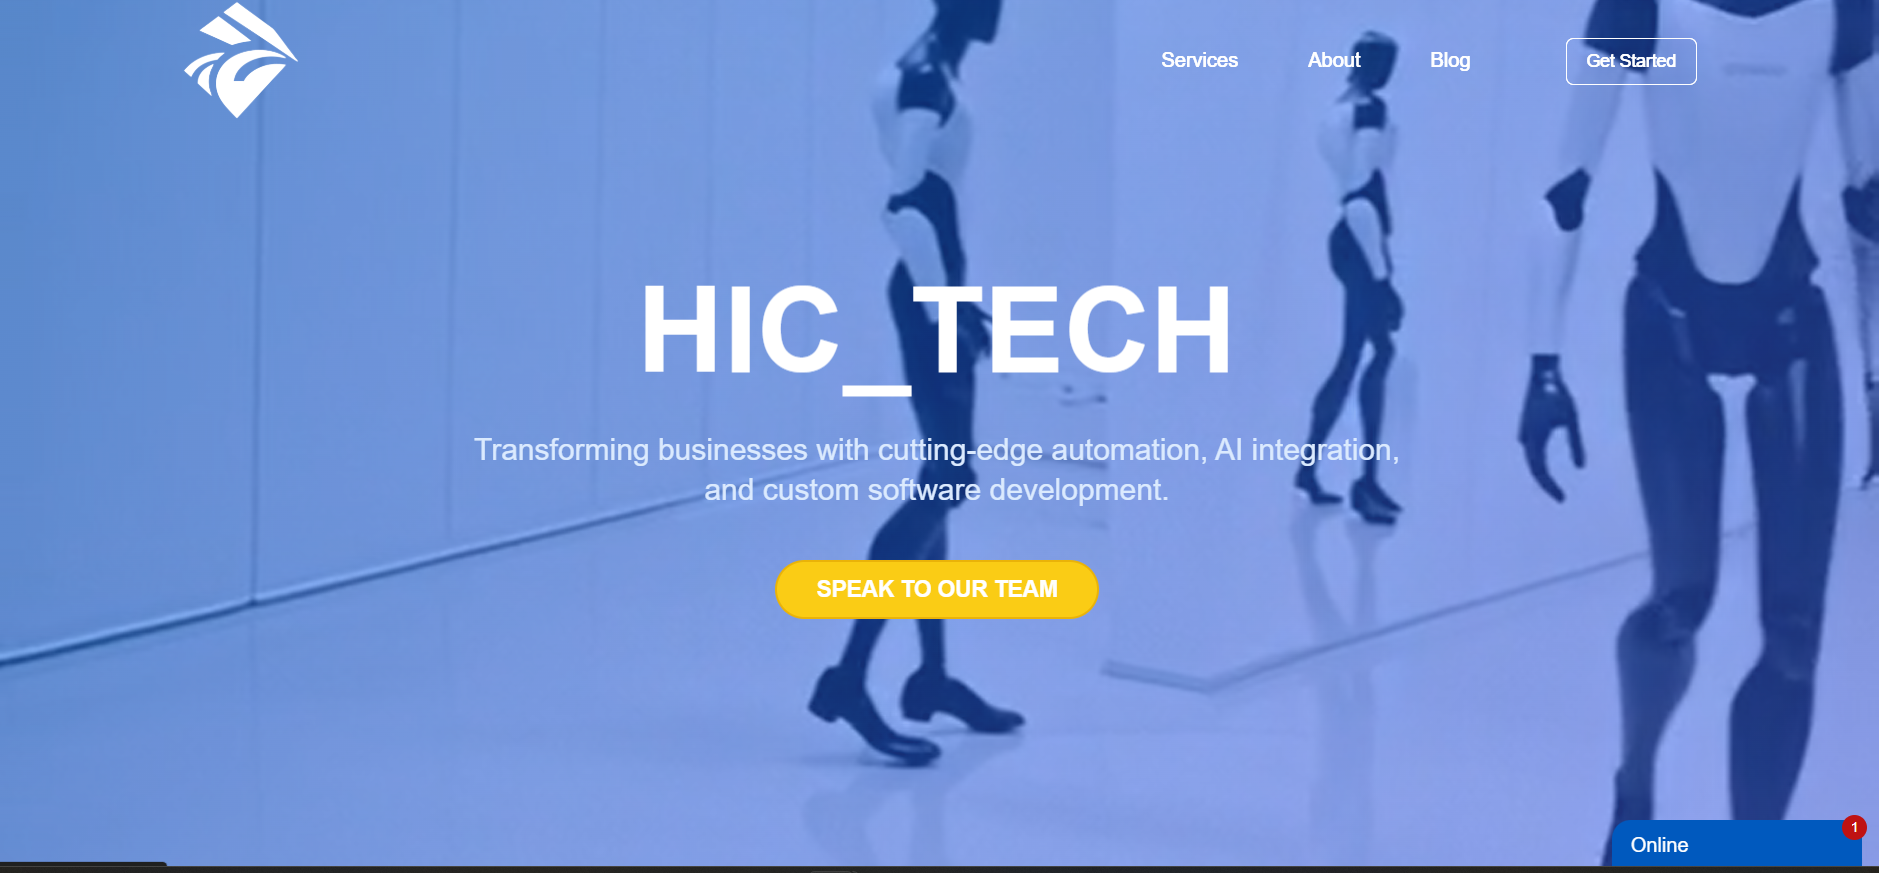 Services
About
Blog
Get Started
HIC_TECH
Transforming businesses with cutting-edge automation, AI integration,
and custom software development.
SPEAK TO OUR TEAM
1
Online